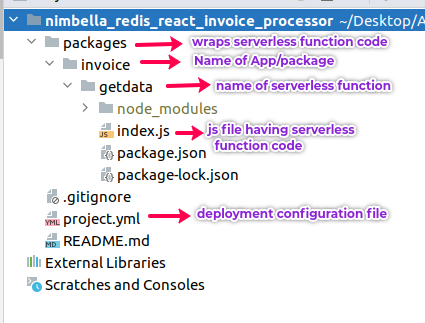 nimbella_redis_react_invoice_processor ~/Desktop/A
packages wraps serverless function code
invoice Name of App/package
getdata name of serverless function
node_modules
JS index.js js file having serverless
function code
package.json
package-lock.json
.gitignore
YML project.yml deployment configuration file
MD README.md
External Libraries
Scratches and Consoles